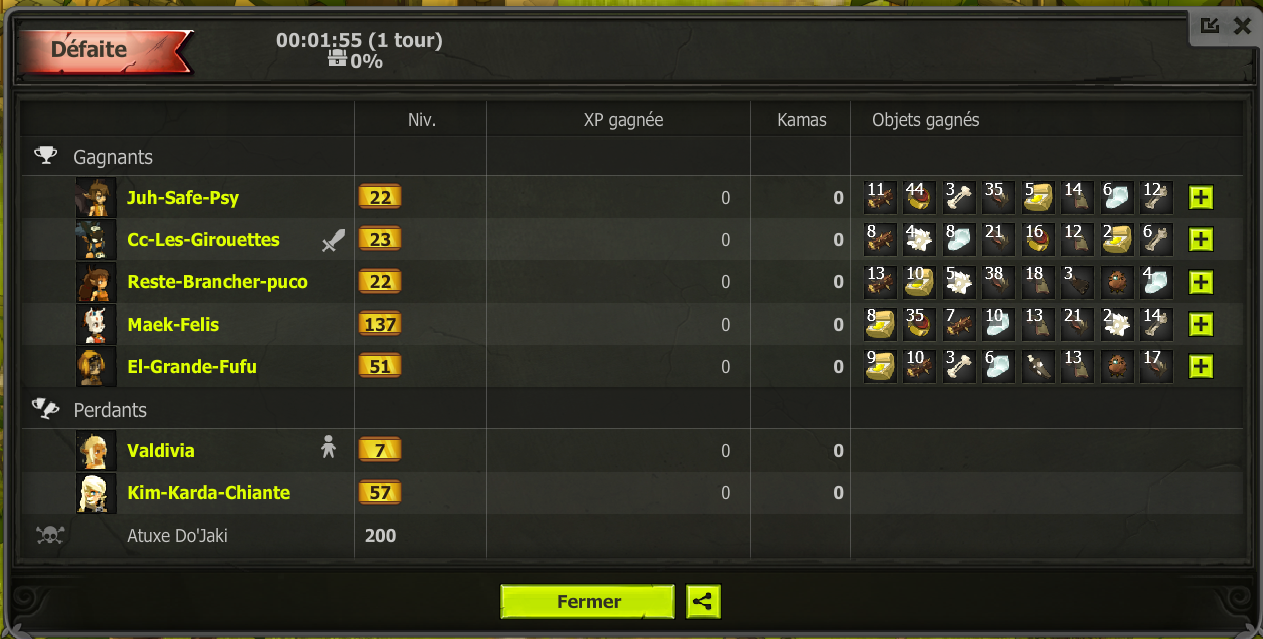 Défaite
00:01:55 (1 tour)
0%
Niv. XP gagnée Kamas Objets gagnés
Gagnants
Juh-Safe-Psy 22 0 0 11 44 3 35 5 14 6 12
Cc-Les-Girouettes 23 0 0 8 4 8 21 16 12 2 6
Reste-Brancher-puco 22 0 0 13 10 5 38 18 3 4
Maek-Felis 137 0 0 8 35 7 10 13 21 2 14
El-Grande-Fufu 51 0 0 9 10 3 6 13 17
Perdants
Valdivia 7 0 0
Kim-Karda-Chiante 57 0 0
Atuxe Do'Jaki 200
Fermer